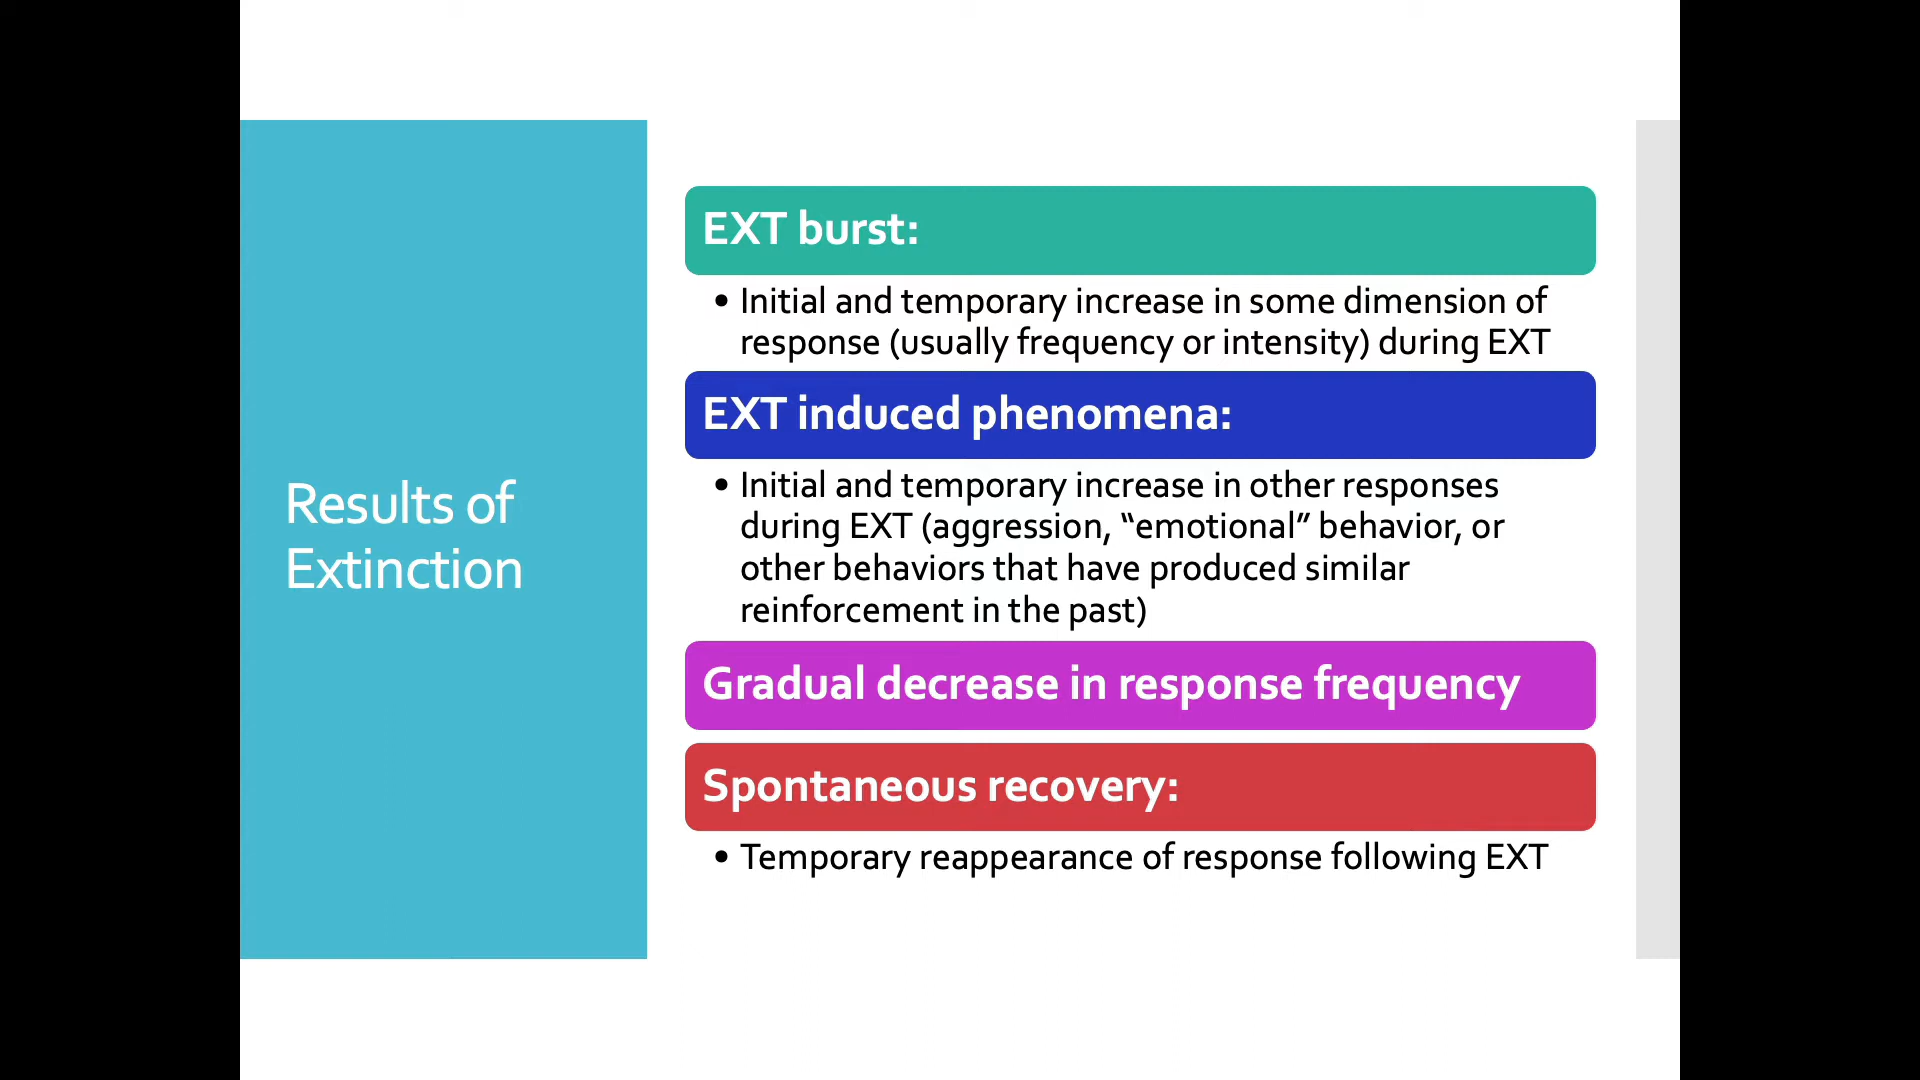 Results of
Extinction
EXT burst:
• Initial and temporary increase in some dimension of
response (usually frequency or intensity) during EXT
EXT induced phenomena:
• Initial and temporary increase in other responses
during EXT (aggression, “emotional” behavior, or
other behaviors that have produced similar
reinforcement in the past)
Gradual decrease in response frequency
Spontaneous recovery:
• Temporary reappearance of response following EXT